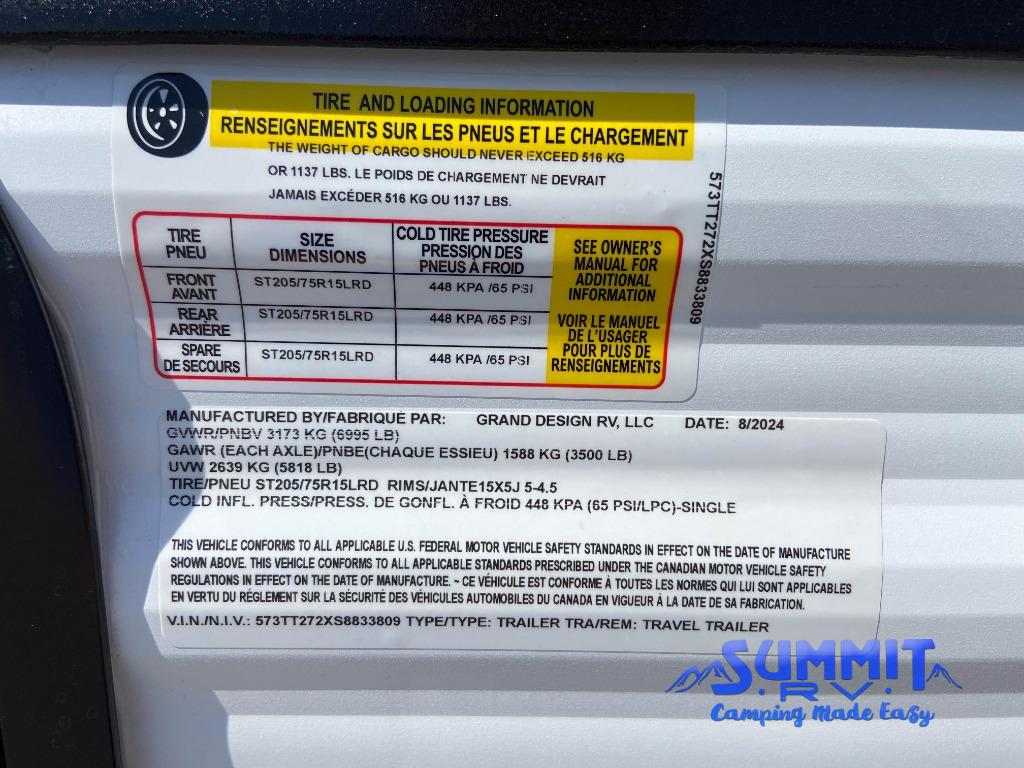 TIRE AND LOADING INFORMATION
RENSEIGNEMENTS SUR LES PNEUS ET LE CHARGEMENT
THE WEIGHT OF CARGO SHOULD NEVER EXCEED 516 KG
OR 1137 LBS. LE POIDS DE CHARGEMENT NE DEVRAIT
JAMAIS EXCÉDER 516 KG OU 1137 LBS.
TIRE
PNEU
SIZE
DIMENSIONS
COLD TIRE PRESSURE
PRESSION DES
PNEUS À FROID
FRONT
AVANT
ST205/75R15LRD
448 KPA /65 PSI
REAR
ARRIÈRE
ST205/75R15LRD
448 KPA /65 PSI
SPARE
DE SECOURS
ST205/75R15LRD
448 KPA /65 PSI
SEE OWNER'S
MANUAL FOR
ADDITIONAL
INFORMATION
VOIR LE MANUEL
DE L'USAGER
POUR PLUS DE
RENSEIGNEMENTS
573TT272XS8833809
MANUFACTURED BY/FABRIQUÉ PAR: GRAND DESIGN RV, LLC DATE: 8/2024
GVWR/PNBV 3173 KG (6995 LB)
GAWR (EACH AXLE)/PNBE(CHAQUE ESSIEU) 1588 KG (3500 LB)
UVW 2639 KG (5818 LB)
TIRE/PNEU ST205/75R15LRD RIMS/JANTE15X5J 5-4.5
COLD INFL. PRESS/PRESS. DE GONFL. À FROID 448 KPA (65 PSI/LPC)-SINGLE
THIS VEHICLE CONFORMS TO ALL APPLICABLE U.S. FEDERAL MOTOR VEHICLE SAFETY STANDARDS IN EFFECT ON THE DATE OF MANUFACTURE
SHOWN ABOVE. THIS VEHICLE CONFORMS TO ALL APPLICABLE STANDARDS PRESCRIBED UNDER THE CANADIAN MOTOR VEHICLE SAFETY
REGULATIONS IN EFFECT ON THE DATE OF MANUFACTURE. ~ CE VÉHICULE EST CONFORME À TOUTES LES NORMES QUI LUI SONT APPLICABLES
EN VERTU DU RÉGLEMENT SUR LA SÉCURITÉ DES VÉHICULES AUTOMOBILES DU CANADA EN VIGUEUR À LA DATE DE SA FABRICATION.
V.I.N./N.I.V.: 573TT272XS8833809 TYPE/TYPE: TRAILER TRA/REM: TRAVEL TRAILER
SUMMIT
R.V.
Camping Made Easy